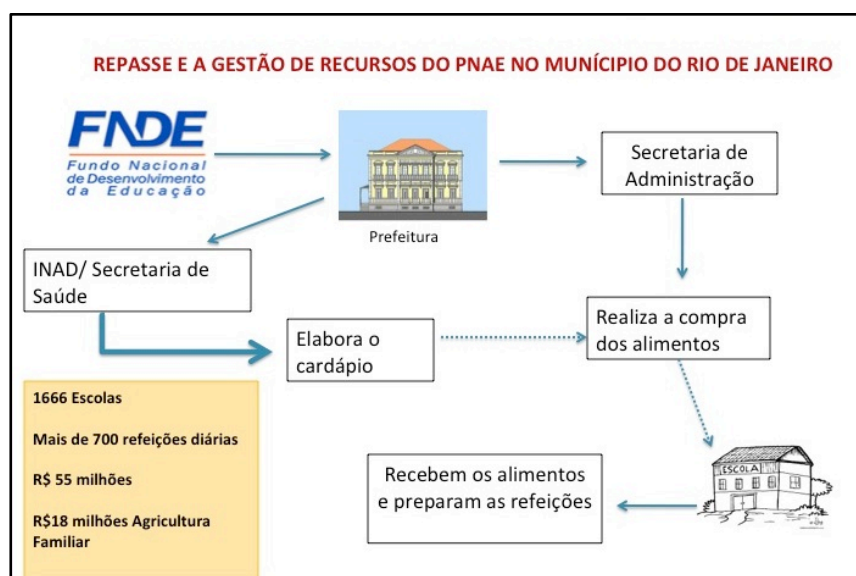 REPASSE E A GESTÃO DE RECURSOS DO PNAE NO MUNÍCIPIO DO RIO DE JANEIRO
FNDE
Fundo Nacional
de Desenvolvimento
da Educação
Prefeitura
Secretaria de
Administração
INAD/ Secretaria de
Saúde
Elabora o
cardápio
Realiza a compra
dos alimentos
1666 Escolas
Mais de 700 refeições diárias
R$ 55 milhões
R$18 milhões Agricultura
Familiar
Recebem os alimentos
e preparam as refeições
ESCOLA